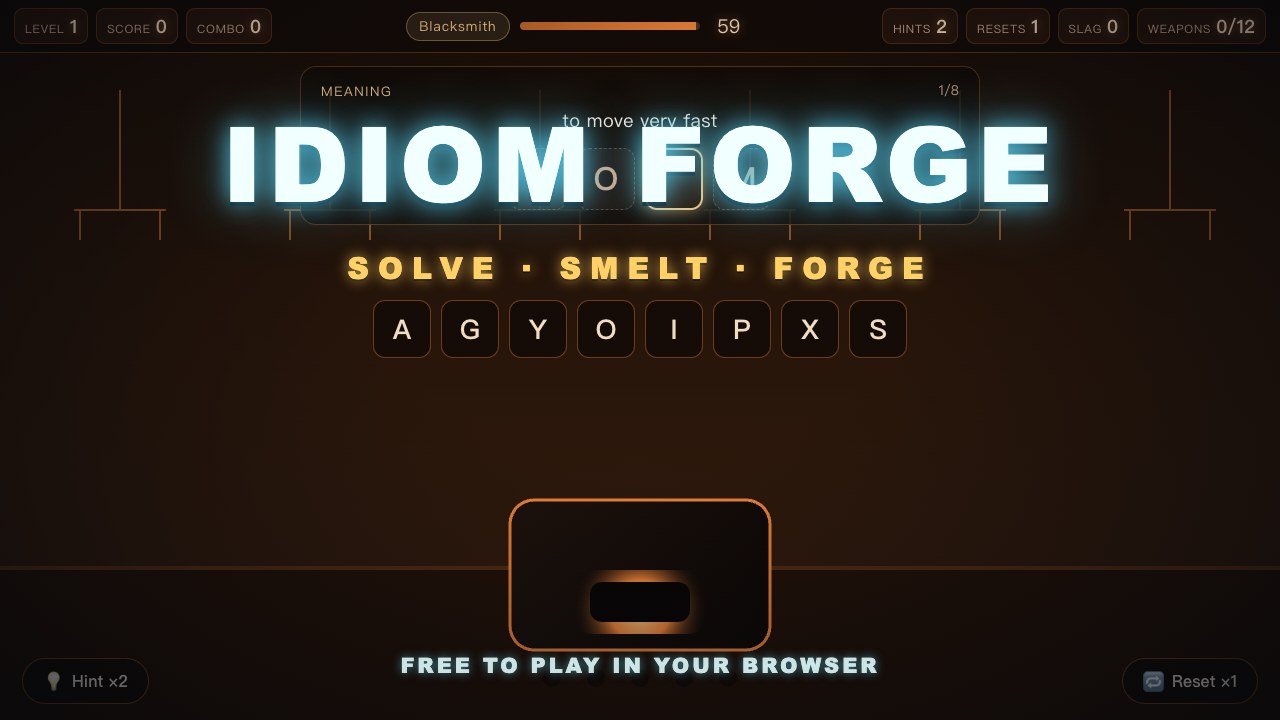 LEVEL 1 SCORE 0 COMBO 0 Blacksmith 59 HINTS 2 RESETS 1 SLAG 0 WEAPONS 0/12
MEANING 1/8
to move very fast
IDIOM FORGE
O M
SOLVE · SMELT · FORGE
A G Y O I P X S
FREE TO PLAY IN YOUR BROWSER
Hint ×2 Reset ×1